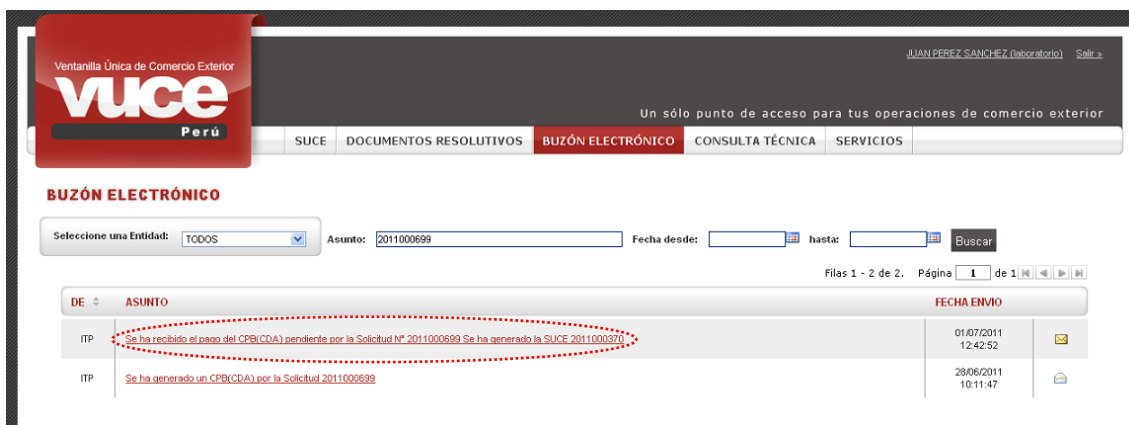 JUAN PEREZ SANCHEZ (laboratorio) Salir »
Ventanilla Única de Comercio Exterior
vuce
Perú
Un sólo punto de acceso para tus operaciones de comercio exterior
SUCE DOCUMENTOS RESOLUTIVOS BUZÓN ELECTRÓNICO CONSULTA TÉCNICA SERVICIOS
BUZÓN ELECTRÓNICO
Seleccione una Entidad: TODOS Asunto: 2011000699 Fecha desde: hasta: Buscar
Filas 1 - 2 de 2. Página 1 de 1
DE ASUNTO FECHA ENVIO
ITP Se ha recibido el pago del CPB(CDA) pendiente por la Solicitud N° 2011000699 Se ha generado la SUCE 2011000370 01/07/2011
12:42:52
ITP Se ha generado un CPB(CDA) por la Solicitud 2011000699 28/06/2011
10:11:47